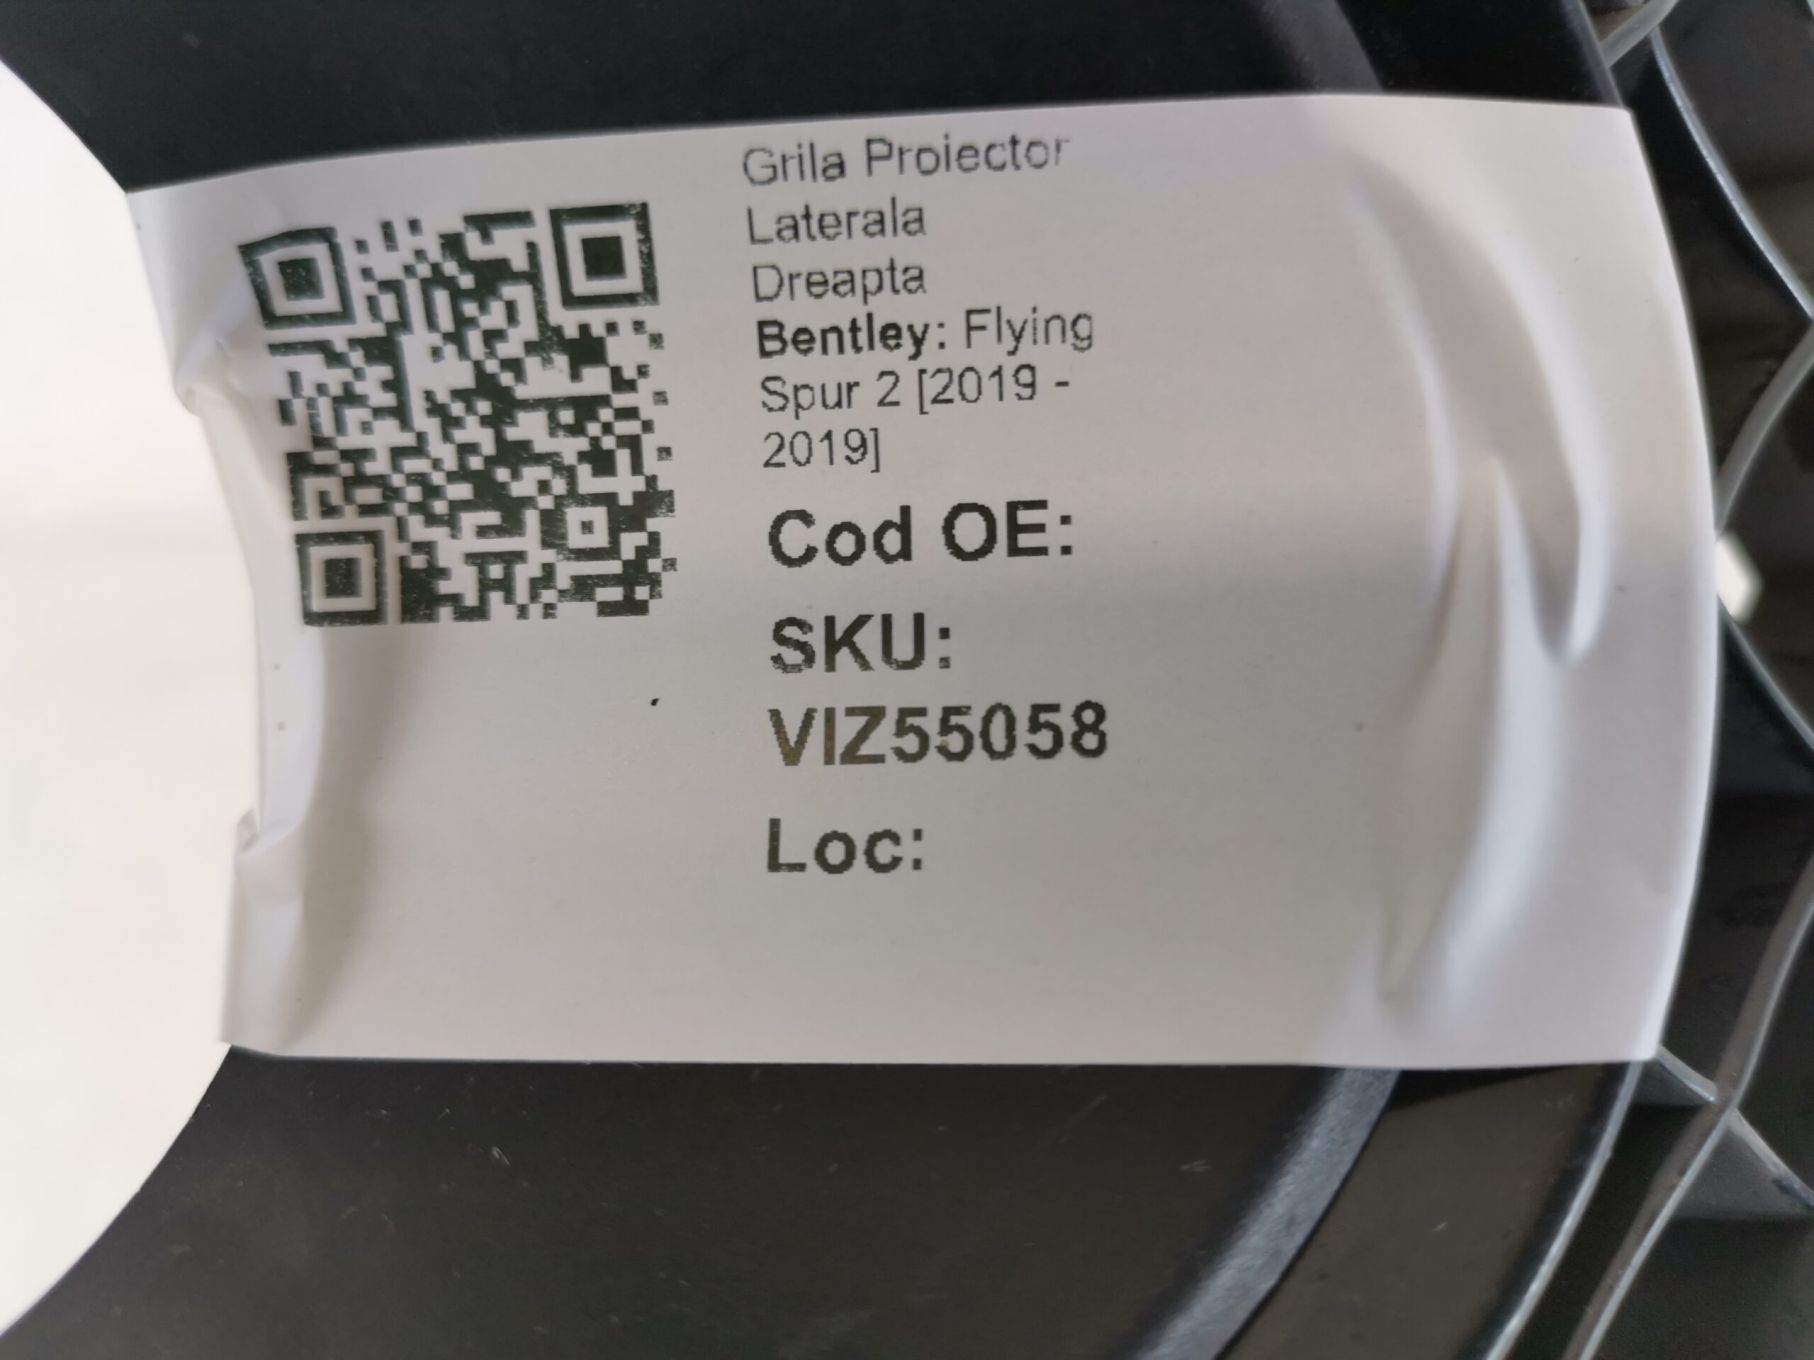 Grila Proiector
Laterala
Dreapta
Bentley: Flying
Spur 2 [2019 -
2019]
Cod OE:
SKU:
VIZ55058
Loc: